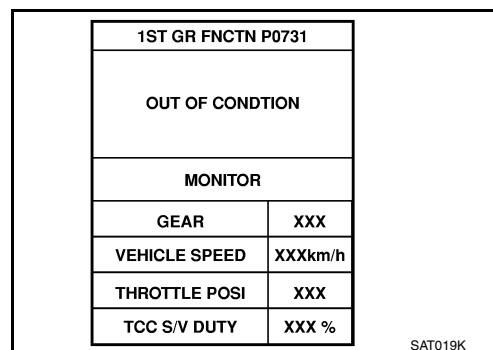 1ST GR FNCTN P0731
OUT OF CONDTION
MONITOR
GEAR XXX
VEHICLE SPEED XXXkm/h
THROTTLE POSI XXX
TCC S/V DUTY XXX %
SAT019K